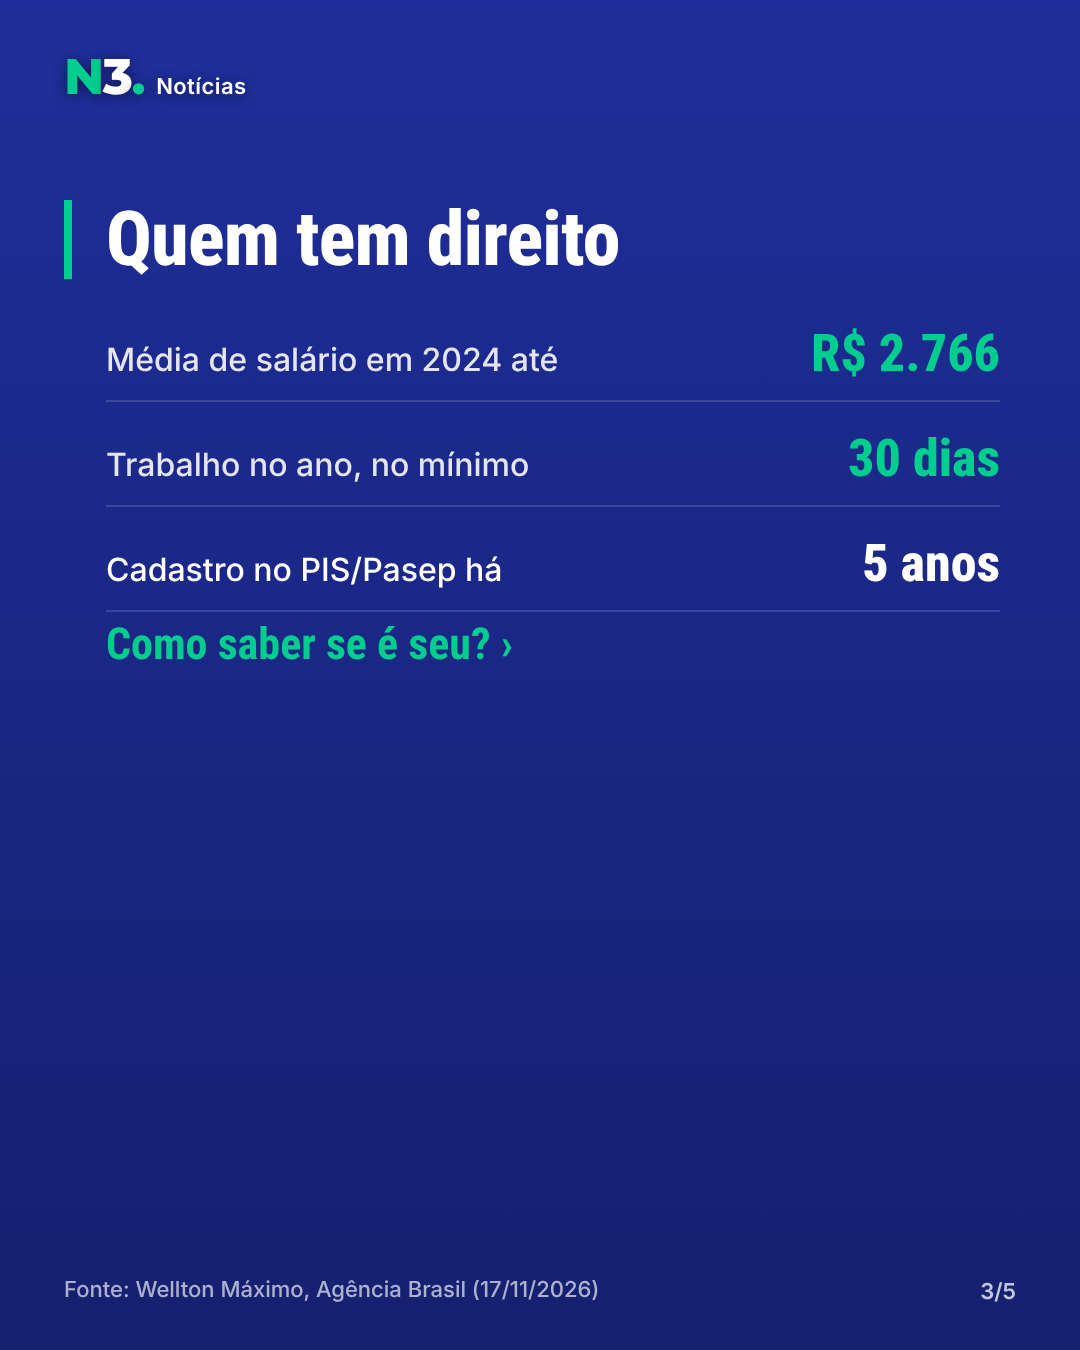 N3. Notícias
Quem tem direito
Média de salário em 2024 até R$ 2.766
Trabalho no ano, no mínimo 30 dias
Cadastro no PIS/Pasep há 5 anos
Como saber se é seu? ›
Fonte: Wellton Máximo, Agência Brasil (17/11/2026) 3/5